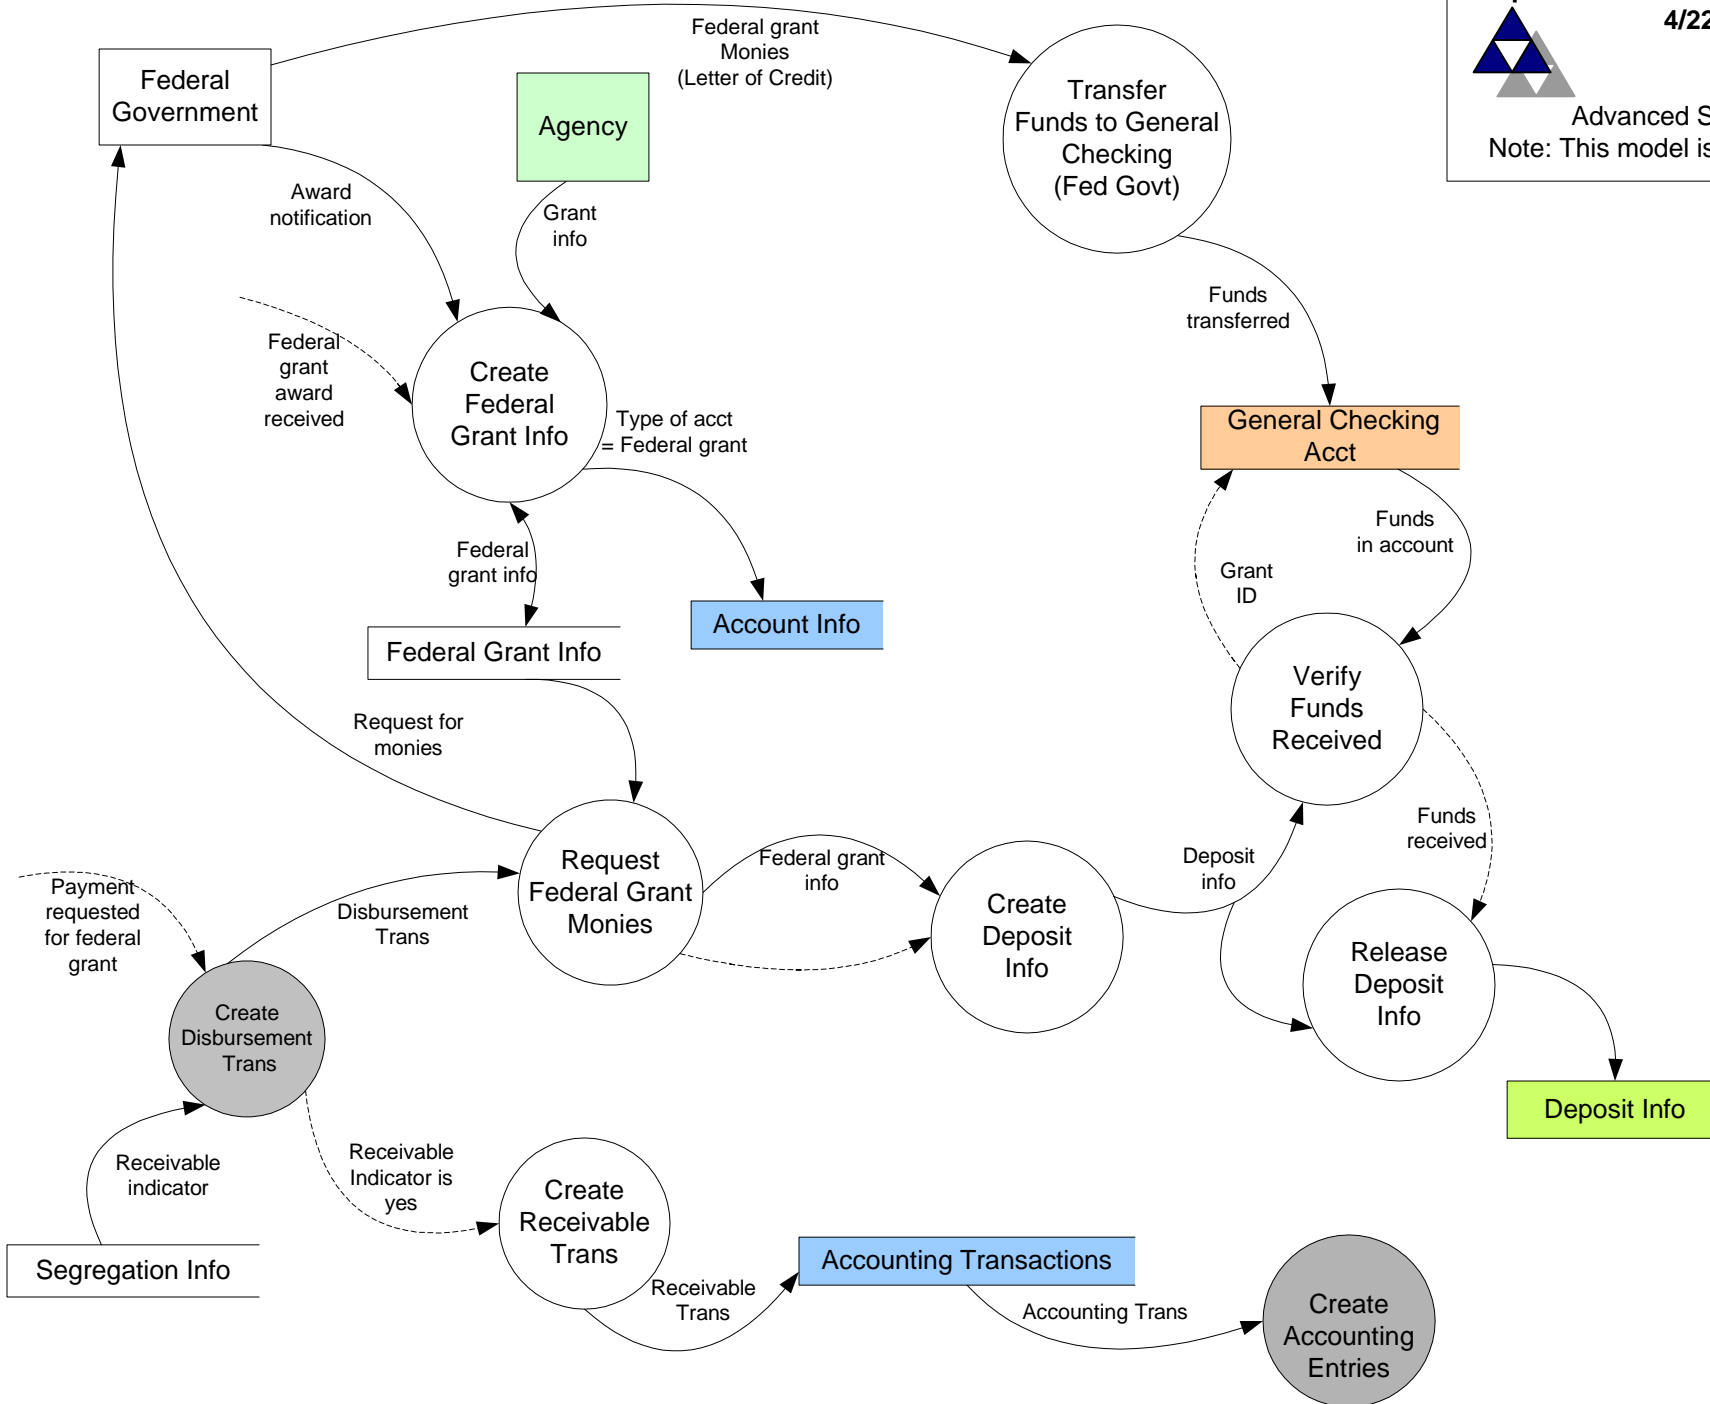 Federal grant
Monies
(Letter of Credit)
4/22
Advanced S
Note: This model is
Federal
Government
Agency
Transfer
Funds to General
Checking
(Fed Govt)
Award
notification
Grant
info
Funds
transferred
Federal
grant
award
received
Create
Federal
Grant Info
Type of acct
= Federal grant
General Checking
Acct
Federal
grant info
Funds
in account
Grant
ID
Account Info
Federal Grant Info
Verify
Funds
Received
Request for
monies
Funds
received
Request
Federal Grant
Monies
Federal grant
info
Deposit
info
Payment
requested
for federal
grant
Disbursement
Trans
Create
Deposit
Info
Release
Deposit
Info
Create
Disbursement
Trans
Deposit Info
Receivable
indicator
Receivable
Indicator is
yes
Create
Receivable
Trans
Segregation Info
Accounting Transactions
Receivable
Trans
Accounting Trans
Create
Accounting
Entries